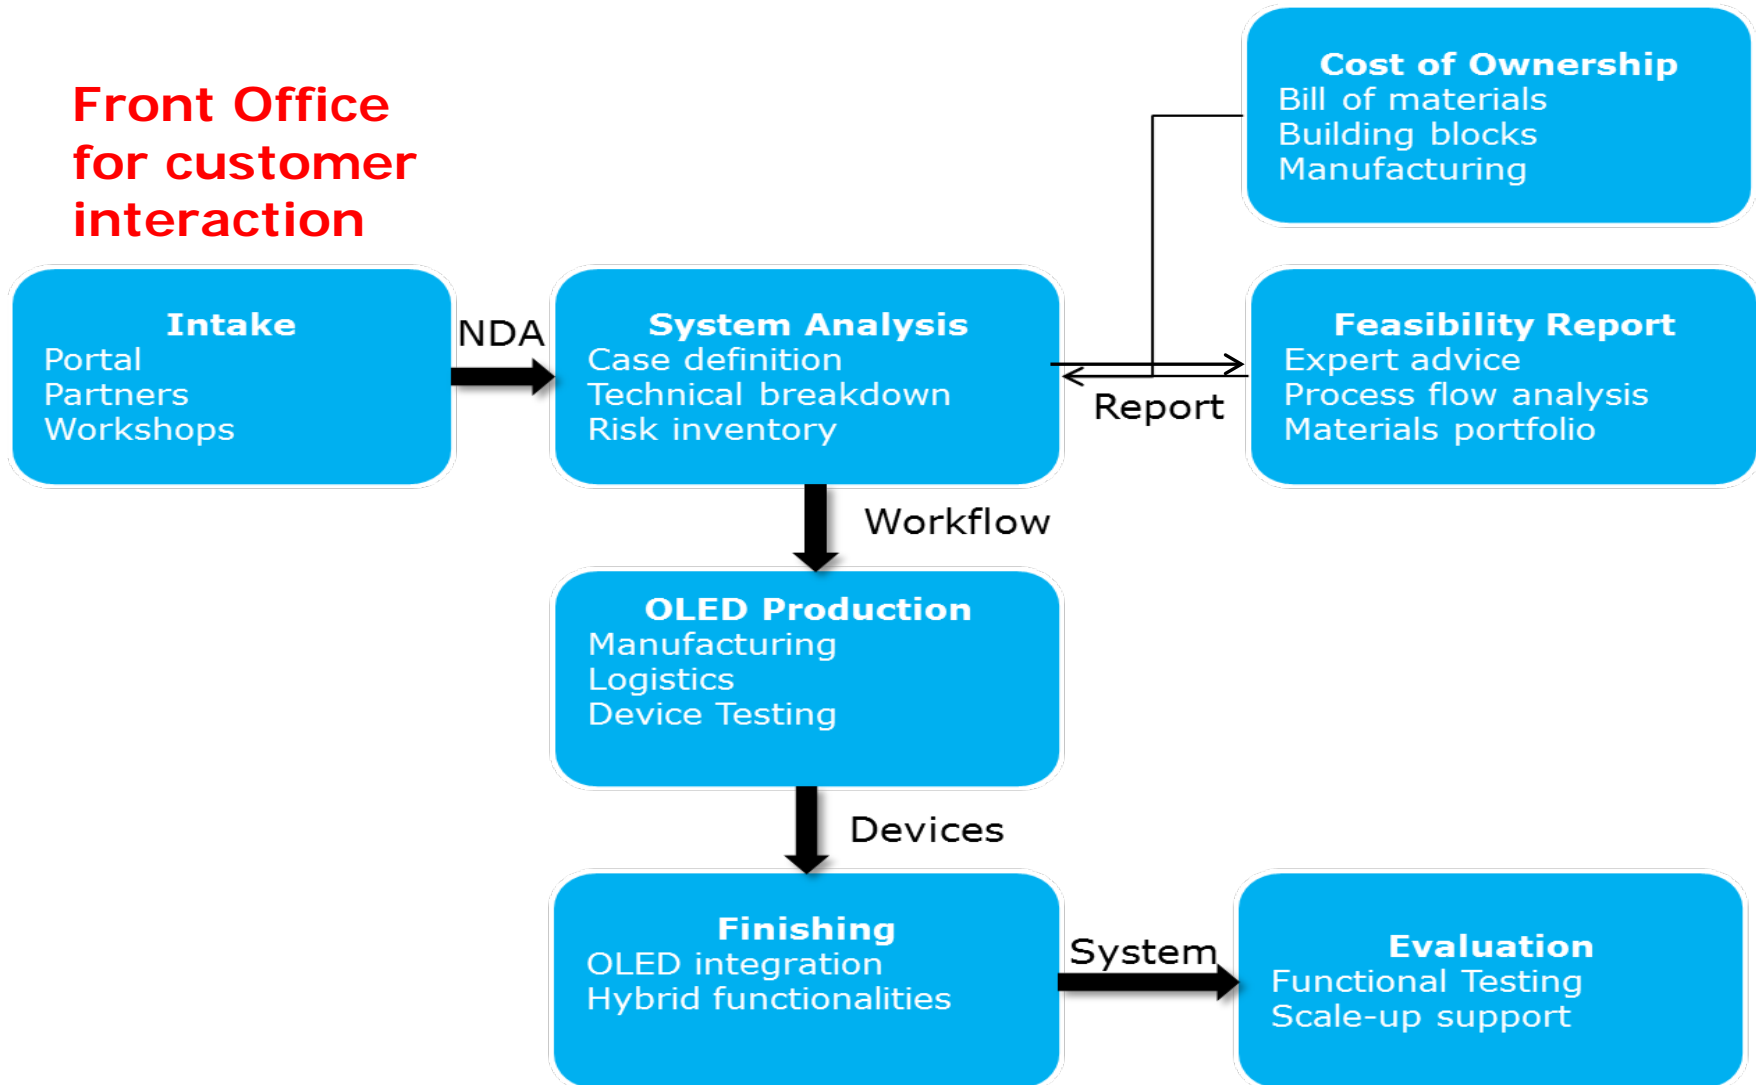 Front Office
for customer
interaction
Cost of Ownership
Bill of materials
Building blocks
Manufacturing
Intake
Portal
Partners
Workshops
NDA
System Analysis
Case definition
Technical breakdown
Risk inventory
Report
Feasibility Report
Expert advice
Process flow analysis
Materials portfolio
Workflow
OLED Production
Manufacturing
Logistics
Device Testing
Devices
Finishing
OLED integration
Hybrid functionalities
System
Evaluation
Functional Testing
Scale-up support